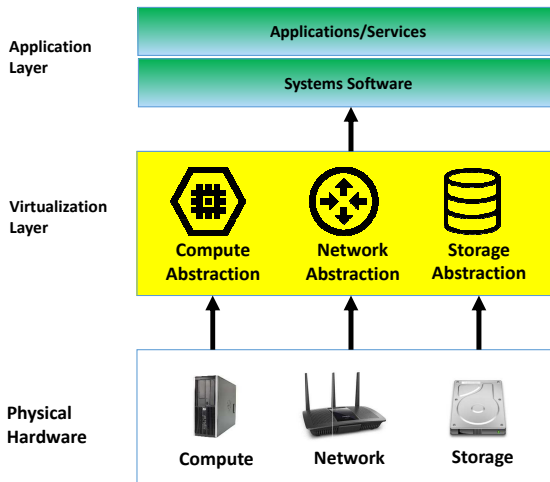 Application
Layer
Applications/Services
Systems Software
Virtualization
Layer
Compute
Abstraction
Network
Abstraction
Storage
Abstraction
Physical
Hardware
Compute
Network
Storage